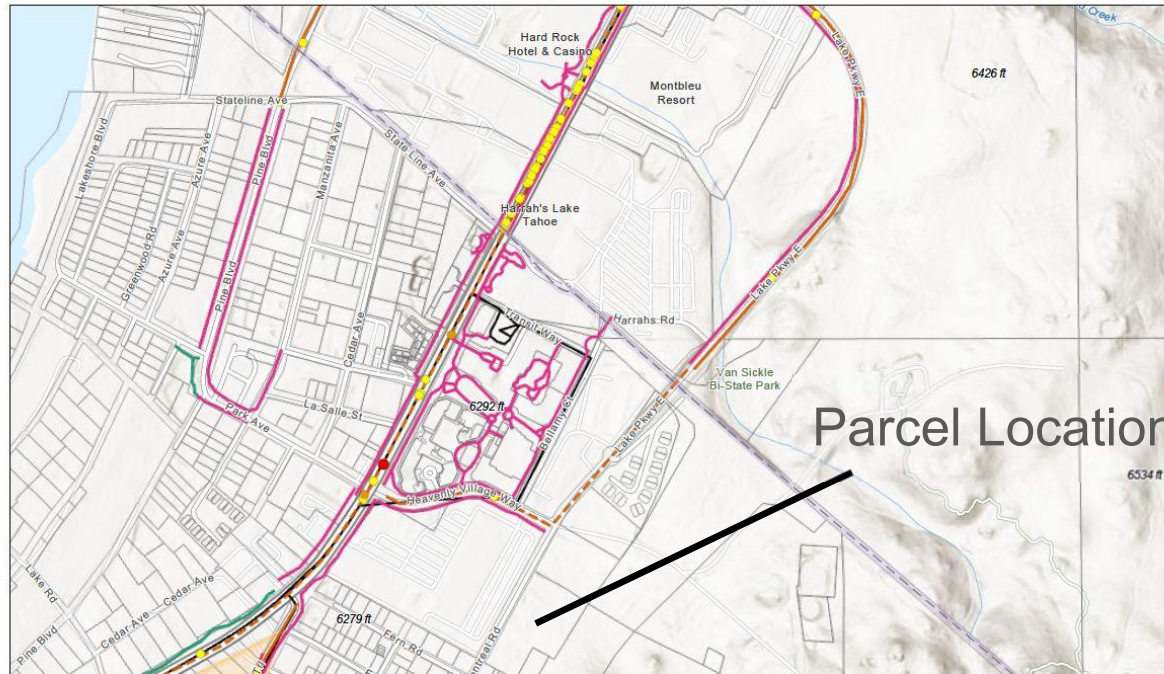 Creek
Hard Rock
Hotel & Casino
Lake Pkwy E
6426 ft
Montbleu
Resort
Stateline Ave
Lakeshore Blvd
Azure Ave
Pine Blvd
Manzanita Ave
State Line Ave
Harrah's Lake
Tahoe
Greenwood Rd
Azure Ave
Pine Blvd
Lake Pkwy E
Cedar Ave
Transit Way
Harrahs Rd
Van Sickle
Bi-State Park
La Salle St
Park Ave
6292 ft
Bellamy Ct
Lake Pkwy E
Parcel Location
6534 ft
Heavenly Village Way
Lake Rd
Cedar Ave
Cedar Ave
6279 ft
Pine Blvd
Fern Rd